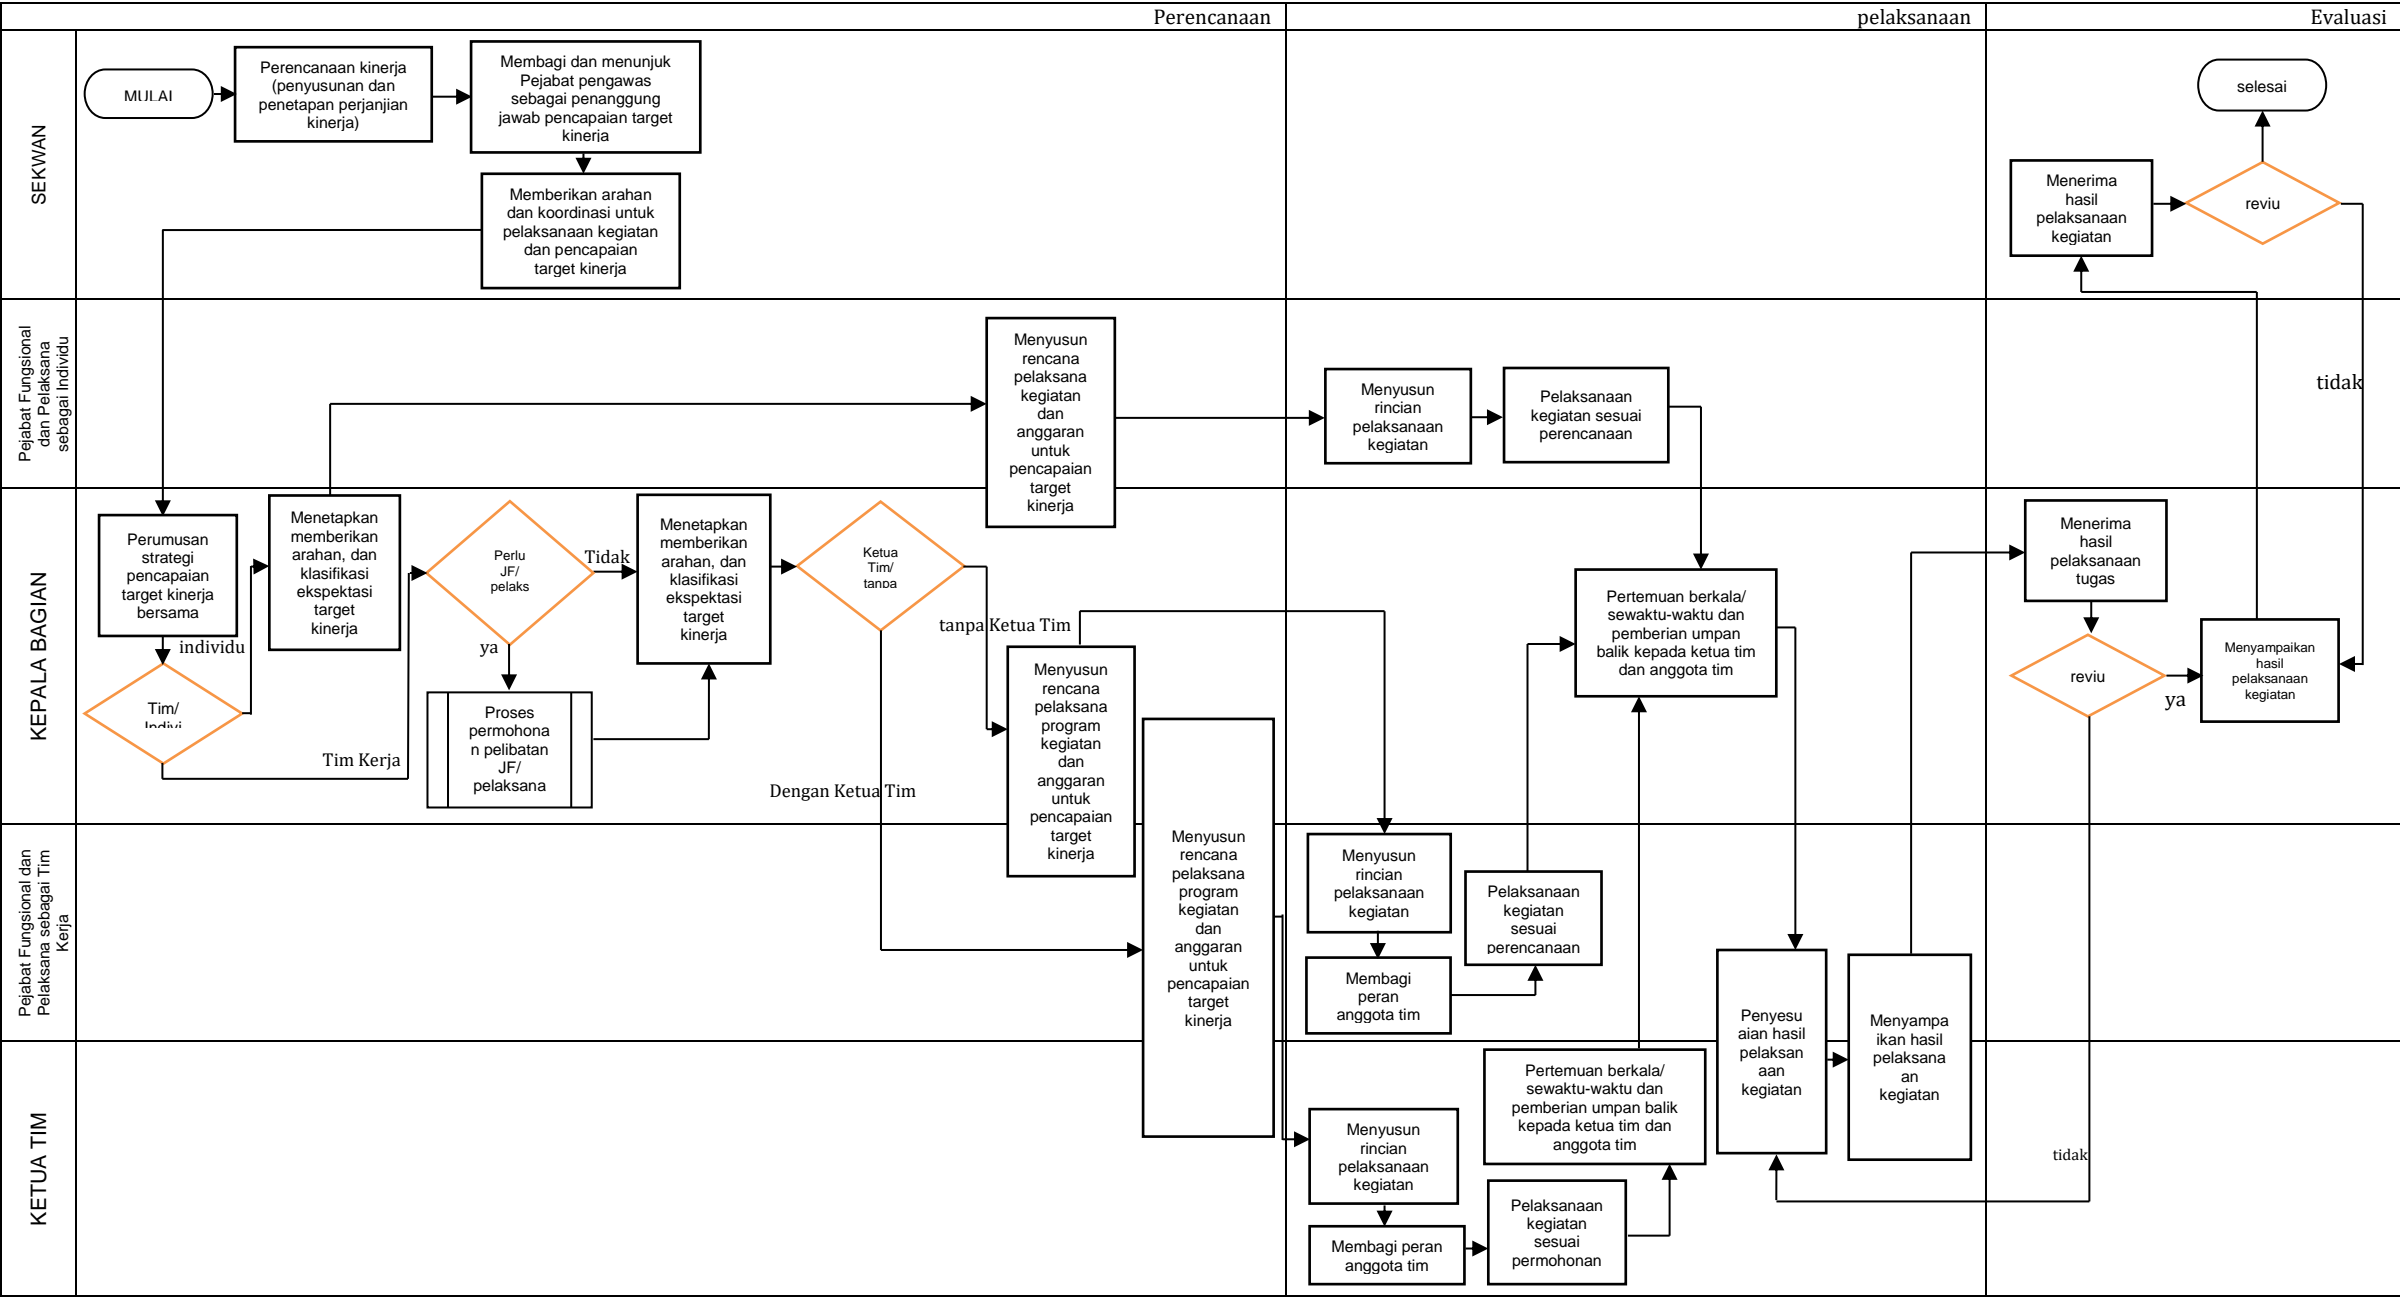 Perencanaan
pelaksanaan
Evaluasi
SEKWAN
MULAI
Perencanaan kinerja
(penyusunan dan
penetapan perjanjian
kinerja)
Membagi dan menunjuk
Pejabat pengawas
sebagai penanggung
jawab pencapaian target
kinerja
Memberikan arahan
dan koordinasi untuk
pelaksanaan kegiatan
dan pencapaian
target kinerja
selesai
Menerima
hasil
pelaksanaan
kegiatan
reviu
tidak
Pejabat Fungsional
dan Pelaksana
sebagai Individu
Menyusun
rencana
pelaksana
kegiatan
dan
anggaran
untuk
pencapaian
target
kinerja
Menyusun
rincian
pelaksanaan
kegiatan
Pelaksanaan
kegiatan sesuai
perencanaan
KEPALA BAGIAN
Perumusan
strategi
pencapaian
target kinerja
bersama
individu
Tim/
Indivi
Tim Kerja
Menetapkan
memberikan
arahan, dan
klasifikasi
ekspektasi
target
kinerja
Perlu
JF/
pelaks
Tidak
ya
Proses
permohona
n pelibatan
JF/
pelaksana
Menetapkan
memberikan
arahan, dan
klasifikasi
ekspektasi
target
kinerja
Ketua
Tim/
tanpa
tanpa Ketua Tim
Dengan Ketua Tim
Menyusun
rencana
pelaksana
program
kegiatan
dan
anggaran
untuk
pencapaian
target
kinerja
Pertemuan berkala/
sewaktu-waktu dan
pemberian umpan
balik kepada ketua tim
dan anggota tim
Menerima
hasil
pelaksanaan
tugas
reviu
ya
Menyampaikan
hasil
pelaksanaan
kegiatan
Pejabat Fungsional dan
Pelaksana sebagai Tim
Kerja
Menyusun
rencana
pelaksana
program
kegiatan
dan
anggaran
untuk
pencapaian
target
kinerja
Menyusun
rincian
pelaksanaan
kegiatan
Membagi
peran
anggota tim
Pelaksanaan
kegiatan
sesuai
perencanaan
Penyesu
aian hasil
pelaksan
aan
kegiatan
Menyampa
ikan hasil
pelaksana
an
kegiatan
KETUA TIM
Menyusun
rincian
pelaksanaan
kegiatan
Membagi peran
anggota tim
Pelaksanaan
kegiatan
sesuai
permohonan
Pertemuan berkala/
sewaktu-waktu dan
pemberian umpan balik
kepada ketua tim dan
anggota tim
tidak